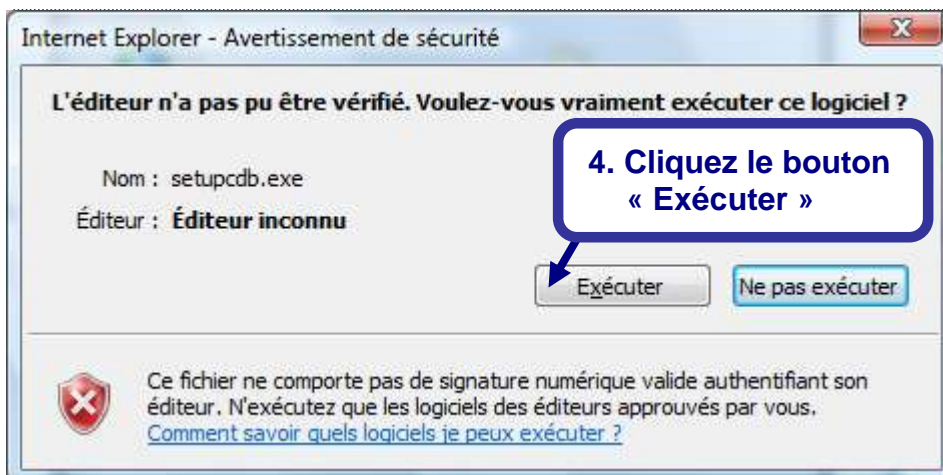 Internet Explorer - Avertissement de sécurité
L'éditeur n'a pas pu être vérifié. Voulez-vous vraiment exécuter ce logiciel ?
4. Cliquez le bouton
« Exécuter »
Nom : setupcdb.exe
Éditeur : Éditeur inconnu
Exécuter
Ne pas exécuter
Ce fichier ne comporte pas de signature numérique valide authentifiant son
éditeur. N'exécutez que les logiciels des éditeurs approuvés par vous.
Comment savoir quels logiciels je peux exécuter ?